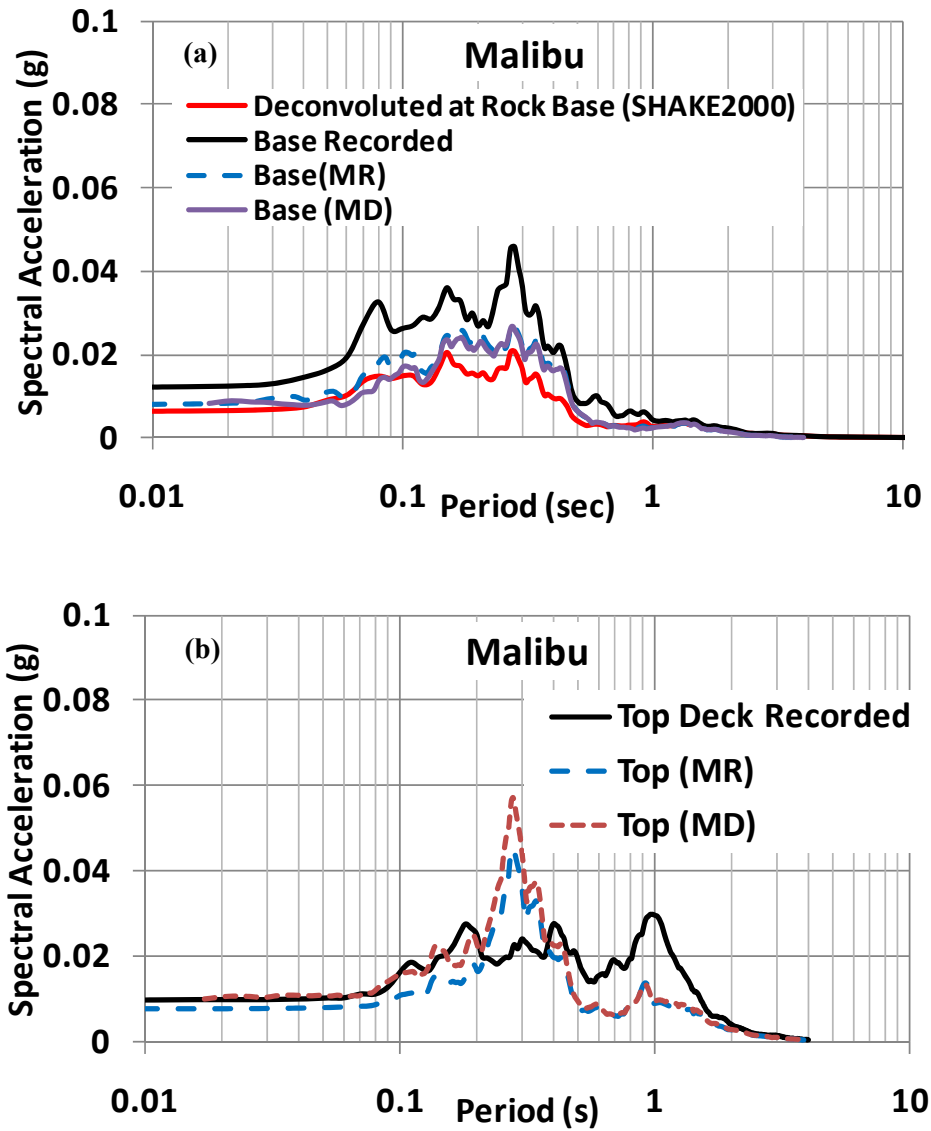 0.1
(a)
Malibu
Deconvoluted at Rock Base (SHAKE2000)
0.08
Base Recorded
Base(MR)
0.06
Base (MD)
0.04
0.02
0
Spectral Acceleration (g)
0.01
0.1
1
10
Period (sec)
0.1
(b)
Malibu
0.08
Top Deck Recorded
Top (MR)
0.06
Top (MD)
0.04
0.02
0
Spectral Acceleration (g)
0.01
0.1
1
10
Period (s)